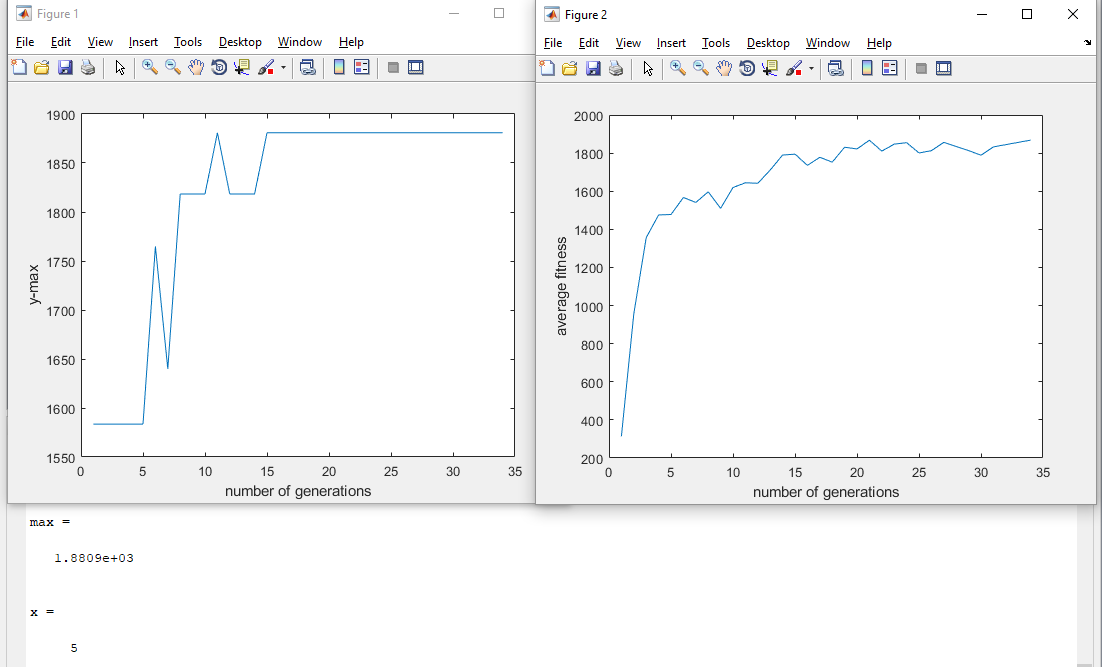 Figure 1
File Edit View Insert Tools Desktop Window Help
1900
1850
1800
1750
1700
1650
1600
1550
y-max
0 5 10 15 20 25 30 35
number of generations
Figure 2
File Edit View Insert Tools Desktop Window Help
2000
1800
1600
1400
1200
1000
800
600
400
200
average fitness
0 5 10 15 20 25 30 35
number of generations
max =
1.8809e+03
x =
5